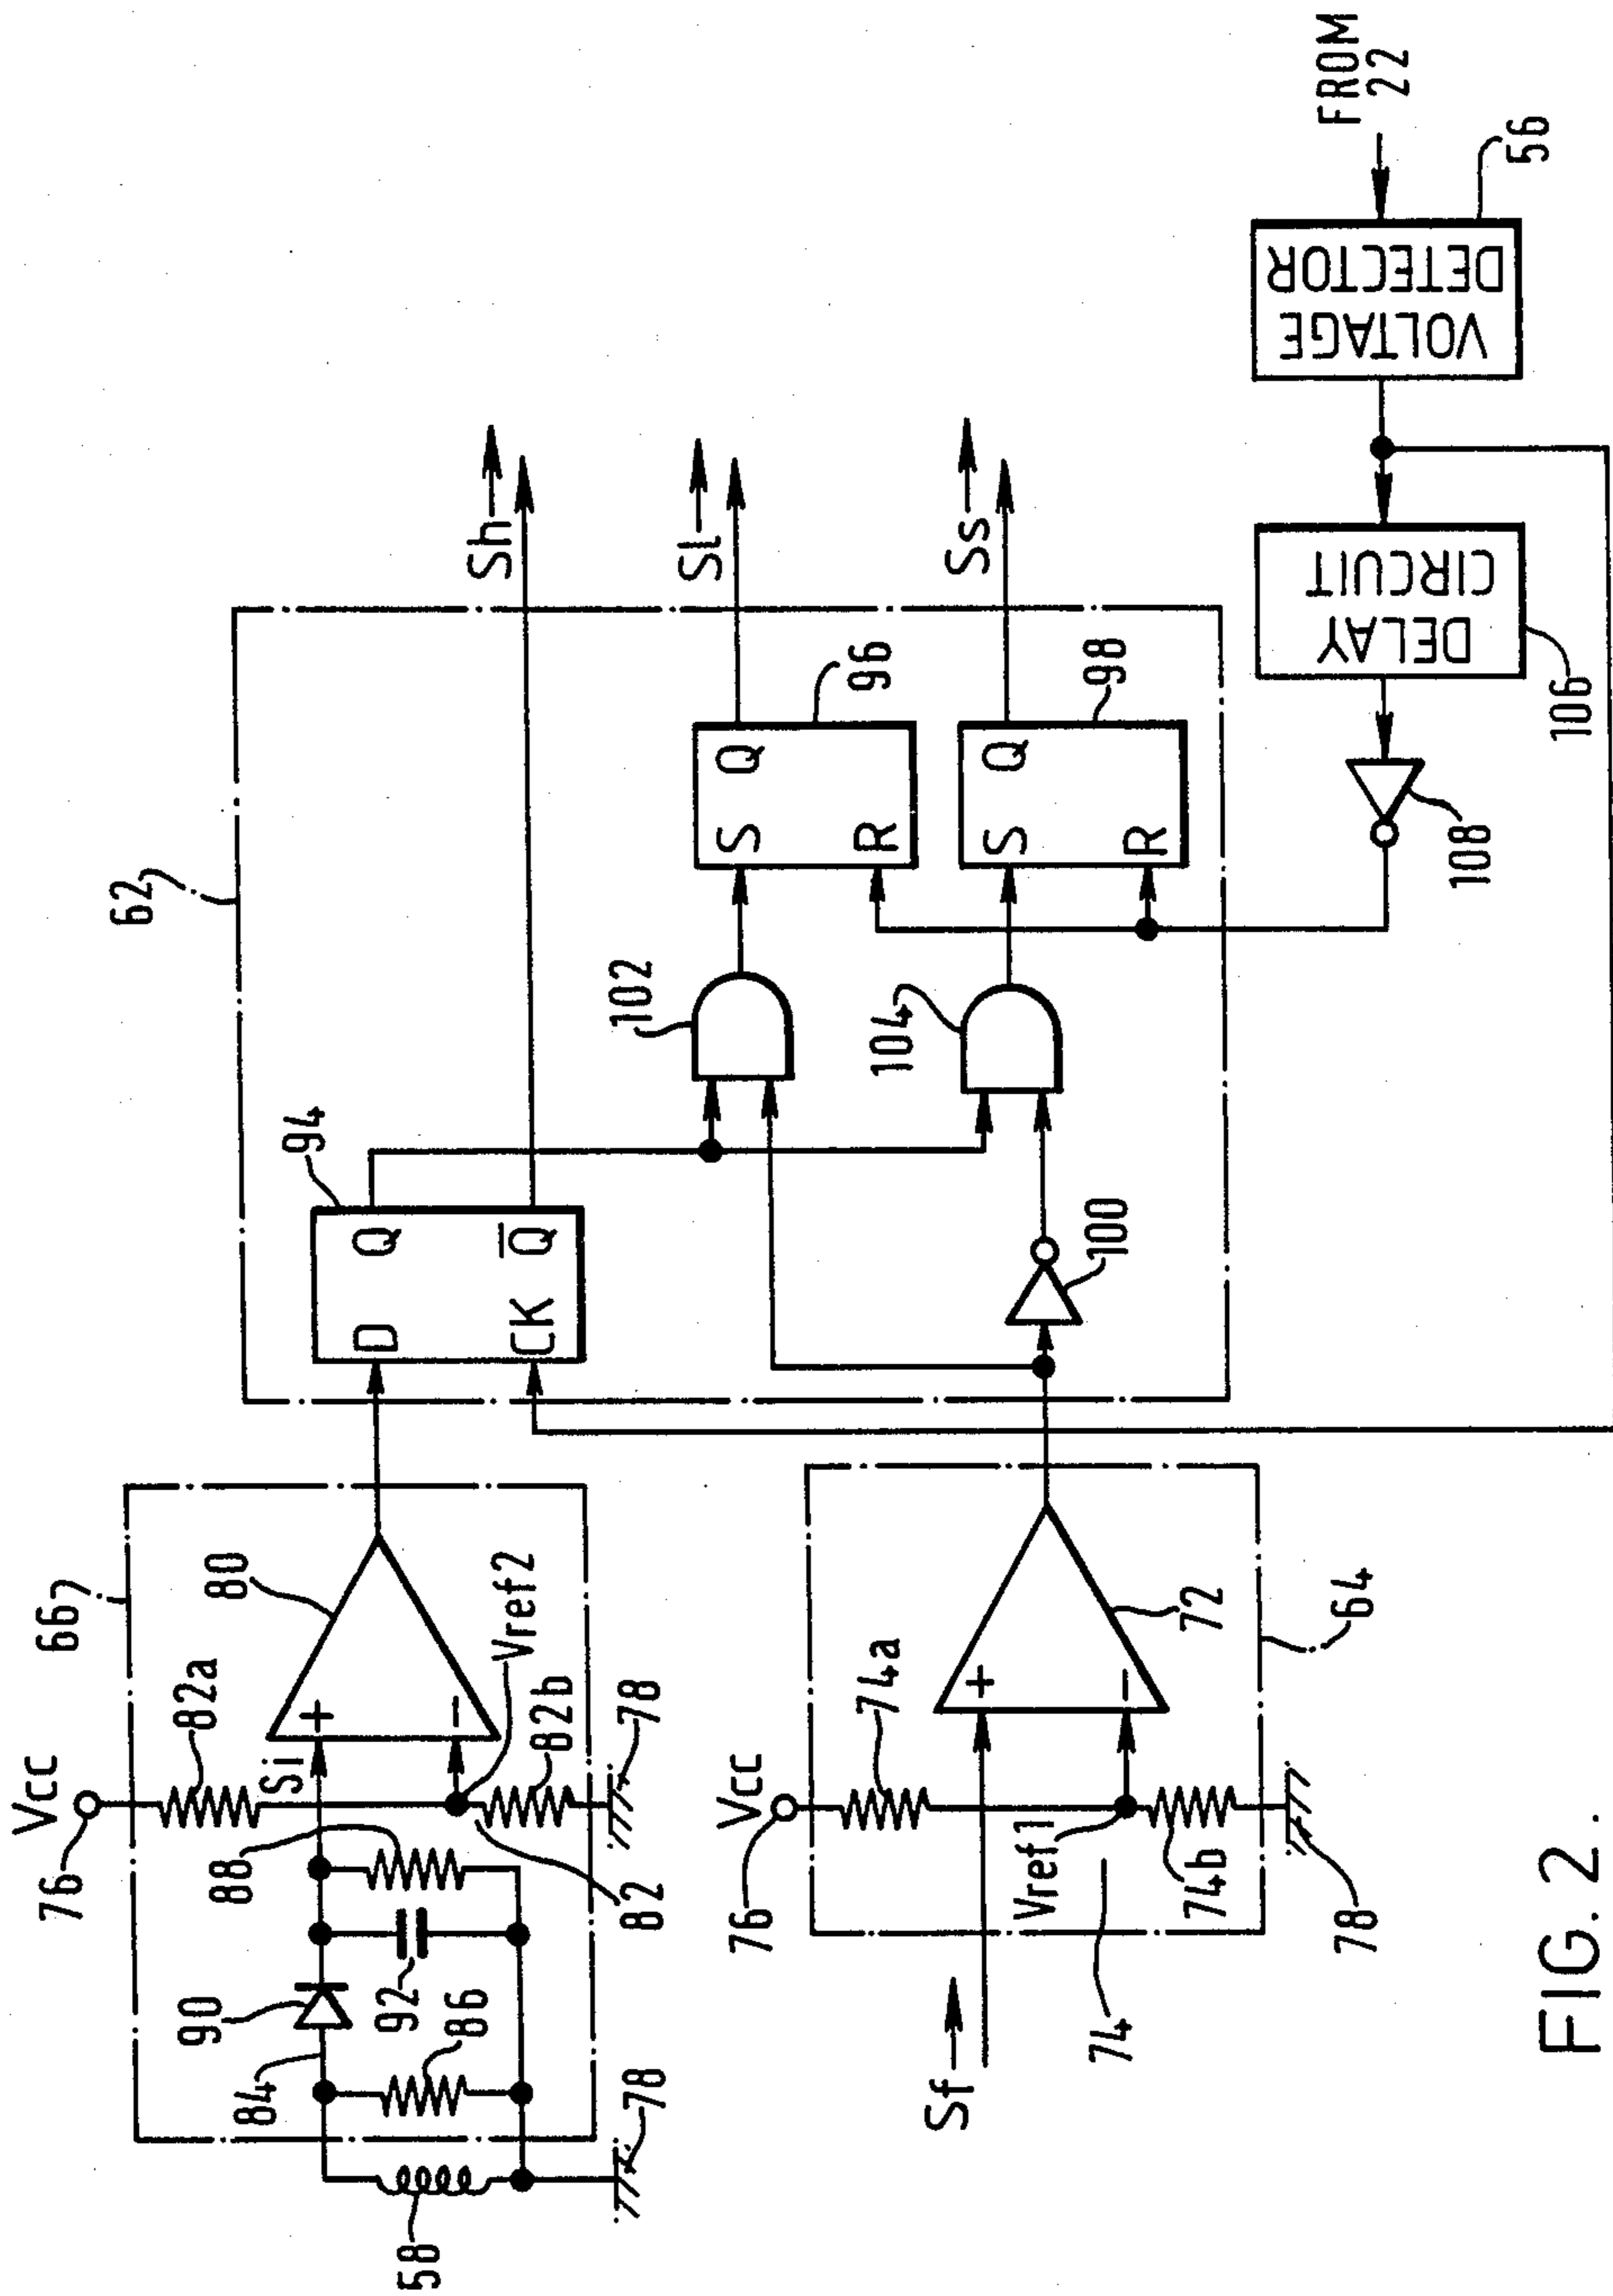 Vcc
76
66
82a
Si
80
88
90
84
92
86
58
78
82
Vref2
82b
78
62
94
D
Q
CK
Q̅
Sh
102
S
Q
R
96
Sl
104
S
Q
R
98
Ss
100
Vcc
76
74a
Sf
Vref1
74
74b
78
72
64
+
−
+
−
108
DELAY
CIRCUIT
106
VOLTAGE
DETECTOR
56
FROM
22
FIG. 2.